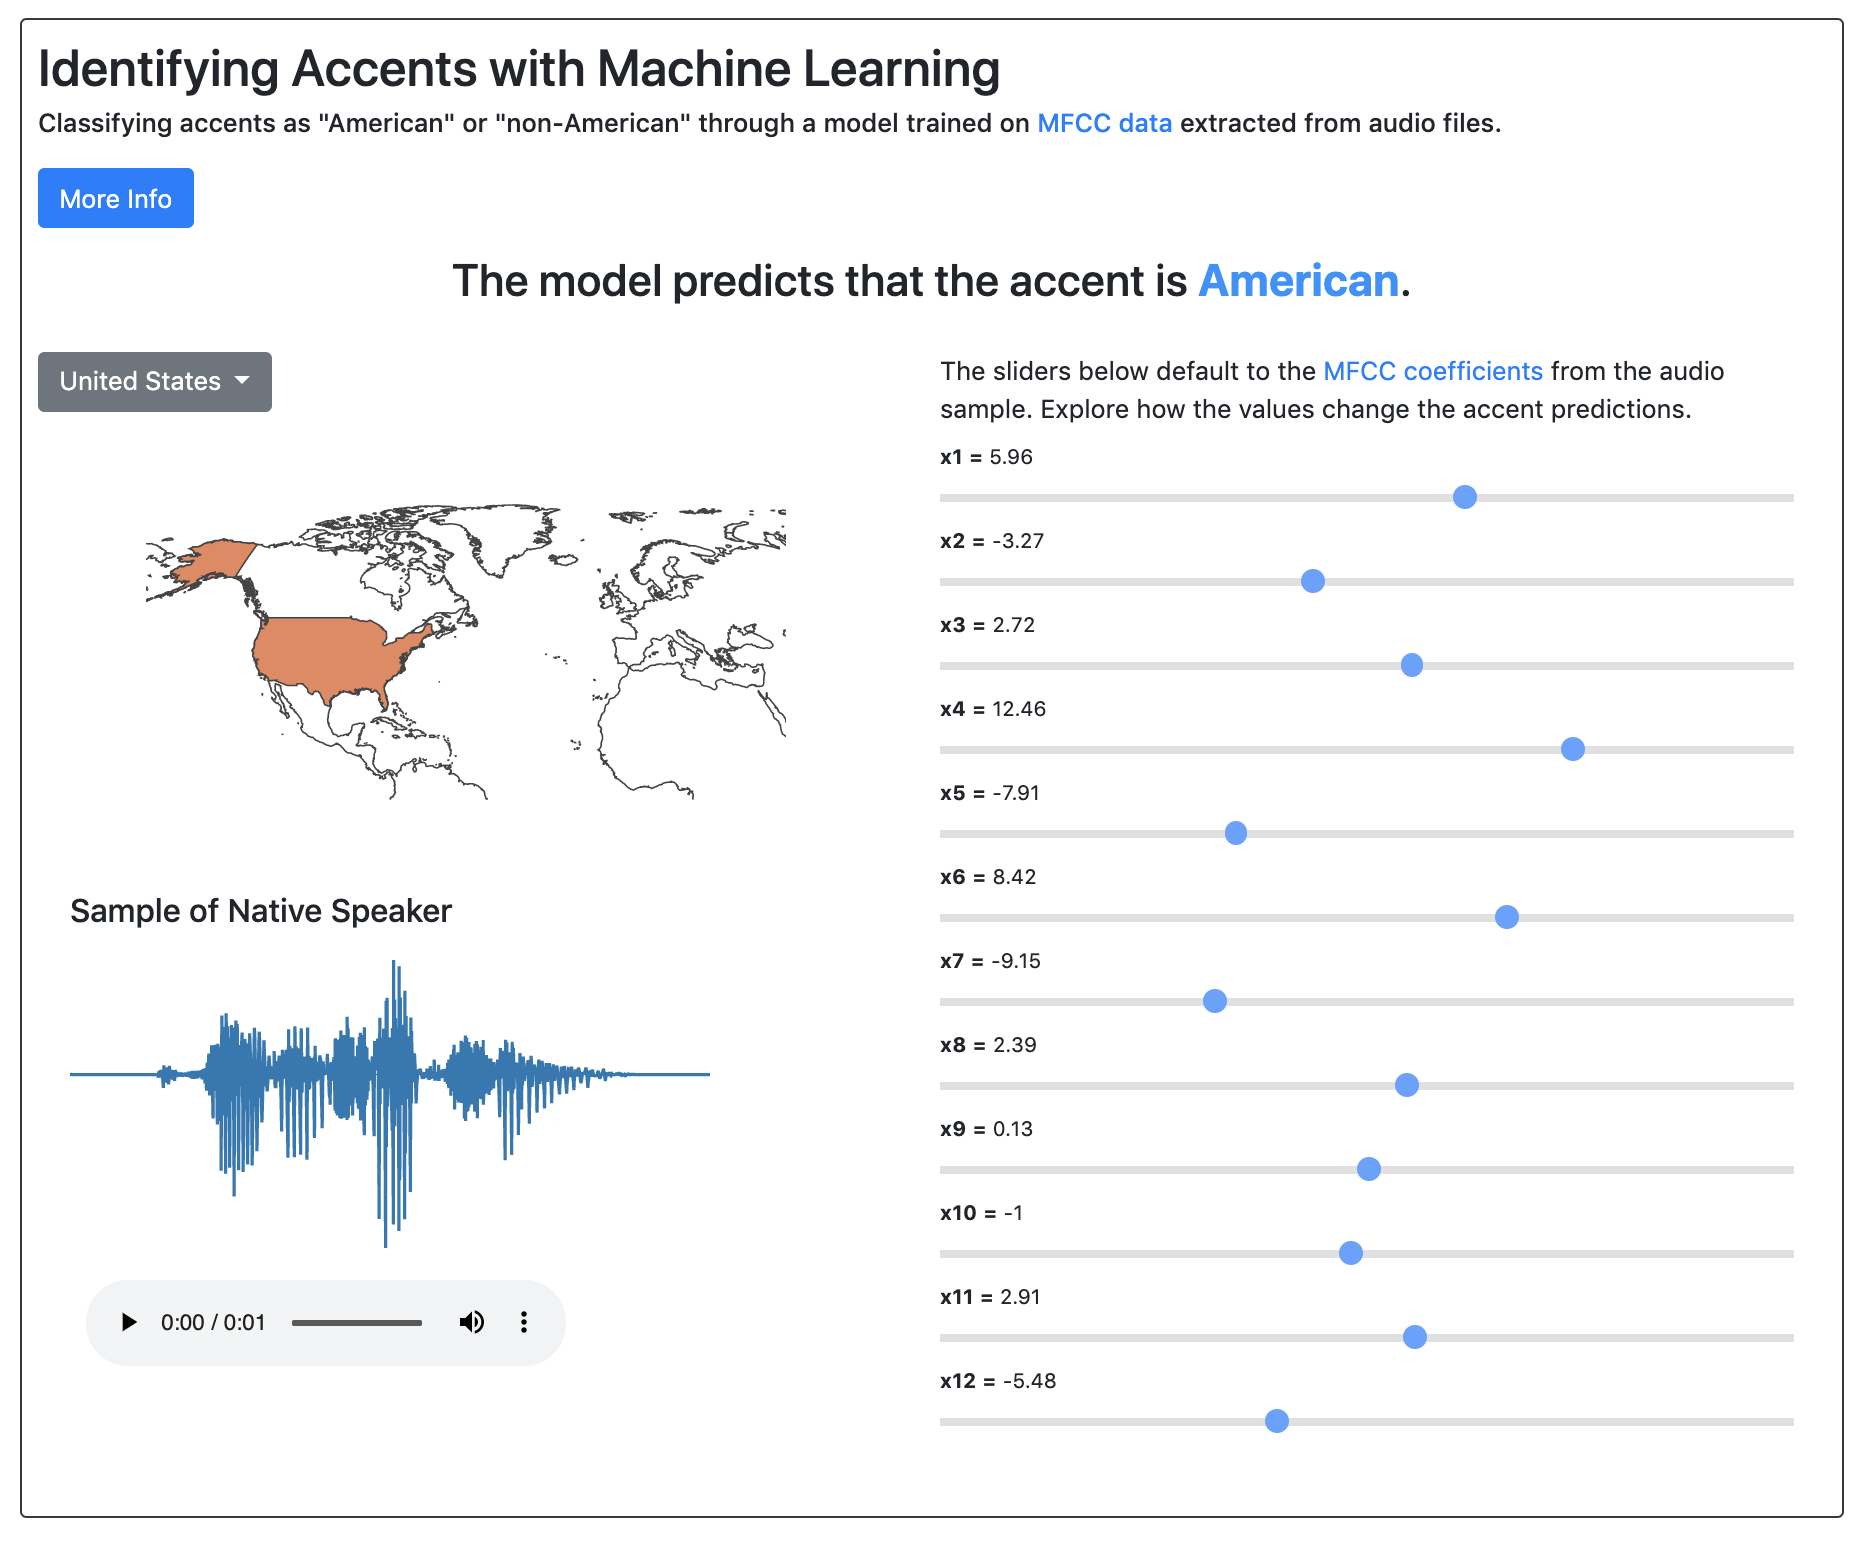 Identifying Accents with Machine Learning
Classifying accents as "American" or "non-American" through a model trained on MFCC data extracted from audio files.
More Info
The model predicts that the accent is American.
United States
Sample of Native Speaker
0:00 / 0:01
The sliders below default to the MFCC coefficients from the audio
sample. Explore how the values change the accent predictions.
x1 = 5.96
x2 = -3.27
x3 = 2.72
x4 = 12.46
x5 = -7.91
x6 = 8.42
x7 = -9.15
x8 = 2.39
x9 = 0.13
x10 = -1
x11 = 2.91
x12 = -5.48